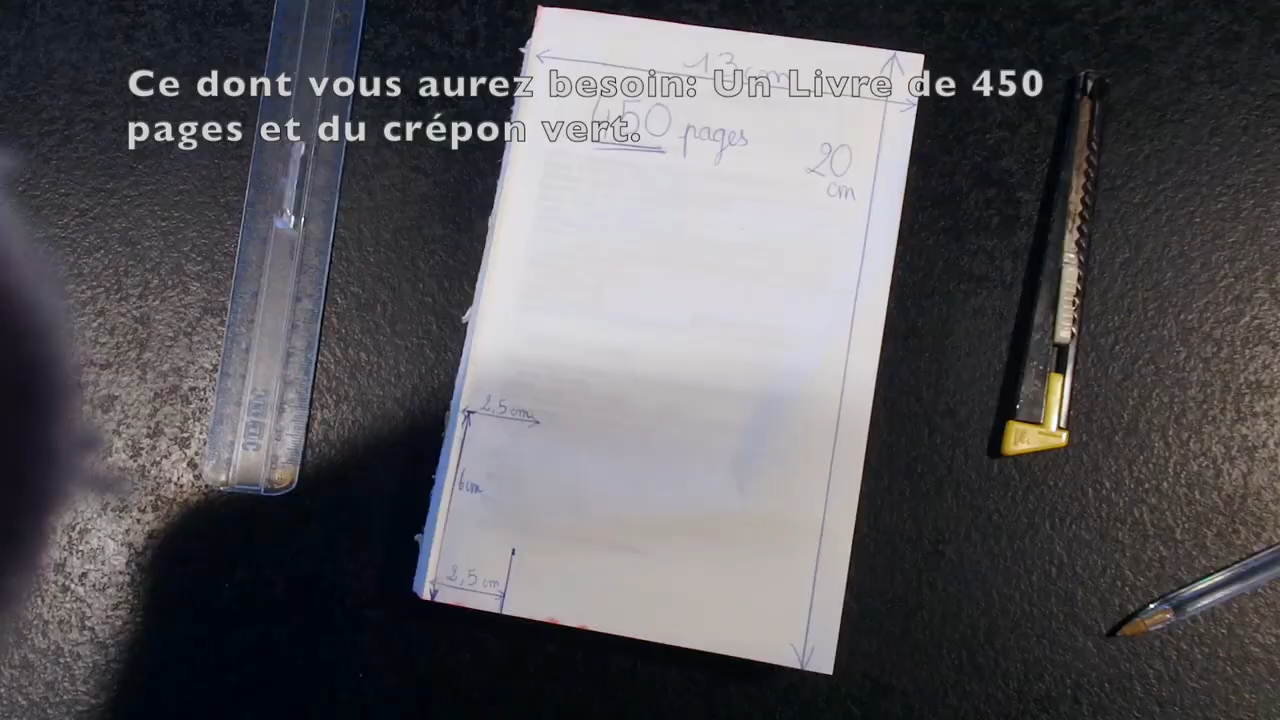 Ce dont vous aurez besoin: Un Livre de 450
pages et du crépon vert.
13 cm
450 pages
20
cm
2,5 cm
6cm
2,5 cm